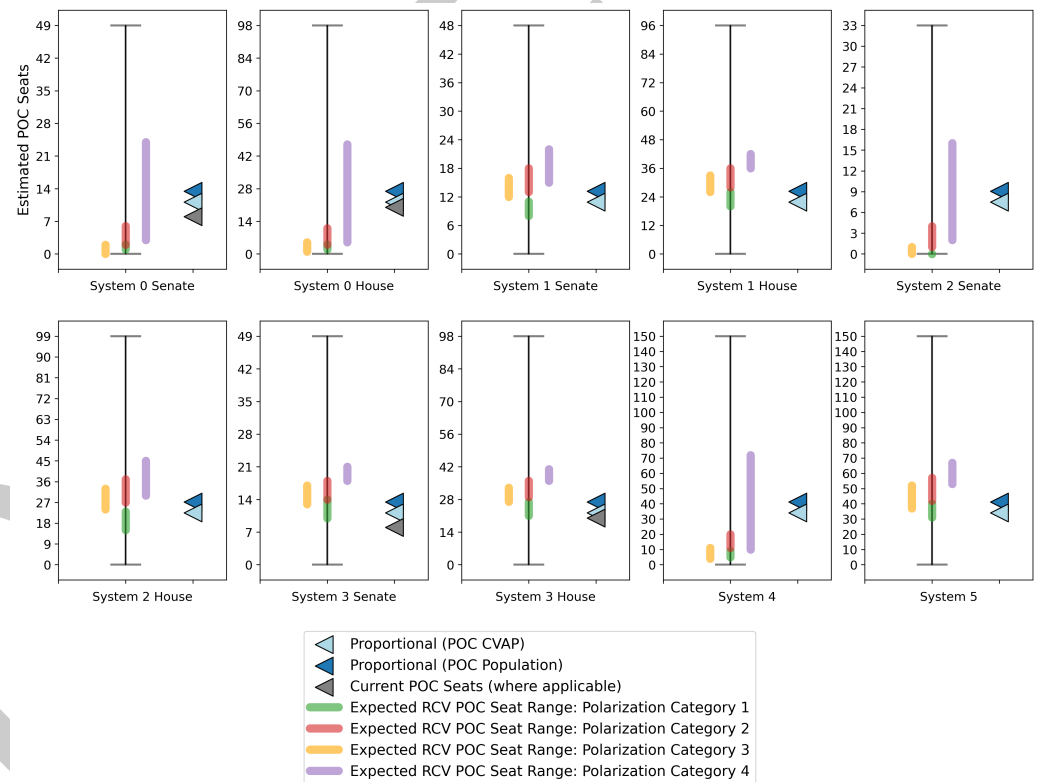 Estimated POC Seats
49 42 35 28 21 14 7 0
System 0 Senate
98 84 70 56 42 28 14 0
System 0 House
48 42 36 30 24 18 12 6 0
System 1 Senate
96 84 72 60 48 36 24 12 0
System 1 House
33 30 27 24 21 18 15 12 9 6 3 0
System 2 Senate
99 90 81 72 63 54 45 36 27 18 9 0
System 2 House
49 42 35 28 21 14 7 0
System 3 Senate
98 84 70 56 42 28 14 0
System 3 House
150 150 140 130 120 110 100 90 80 70 60 50 40 30 20 10 0
System 4
150 150 140 130 120 110 100 90 80 70 60 50 40 30 20 10 0
System 5
Proportional (POC CVAP)
Proportional (POC Population)
Current POC Seats (where applicable)
Expected RCV POC Seat Range: Polarization Category 1
Expected RCV POC Seat Range: Polarization Category 2
Expected RCV POC Seat Range: Polarization Category 3
Expected RCV POC Seat Range: Polarization Category 4